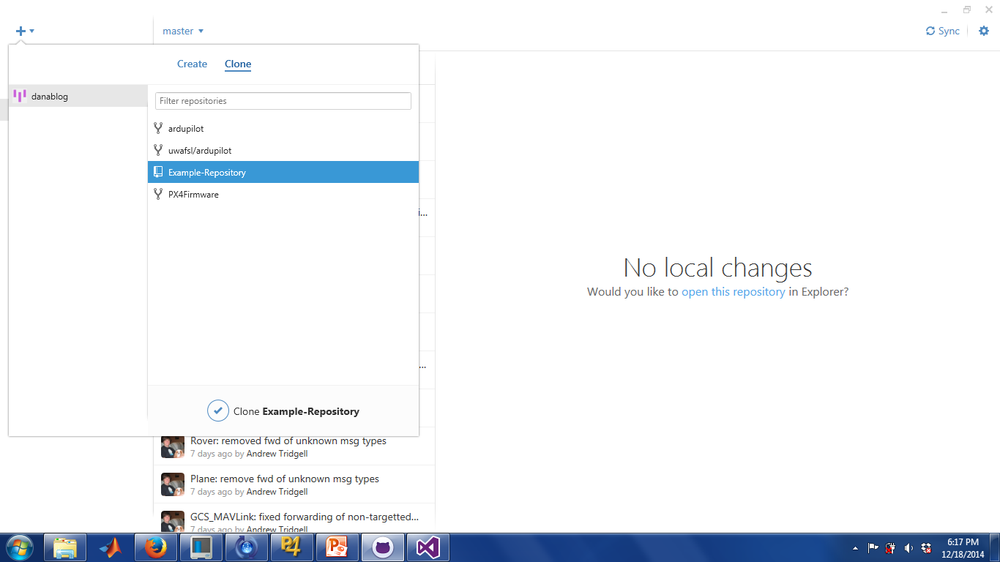 master
Sync
Create
Clone
danablog
Filter repositories
ardupilot
uwafsl/ardupilot
Example-Repository
PX4Firmware
i...
...
No local changes
Would you like to open this repository in Explorer?
Clone Example-Repository
Rover: removed fwd of unknown msg types
7 days ago by Andrew Tridgell
Plane: remove fwd of unknown msg types
7 days ago by Andrew Tridgell
GCS_MAVLink: fixed forwarding of non-targetted...
7 days ago by Andrew Tridgell
P4
P
6:17 PM
12/18/2014